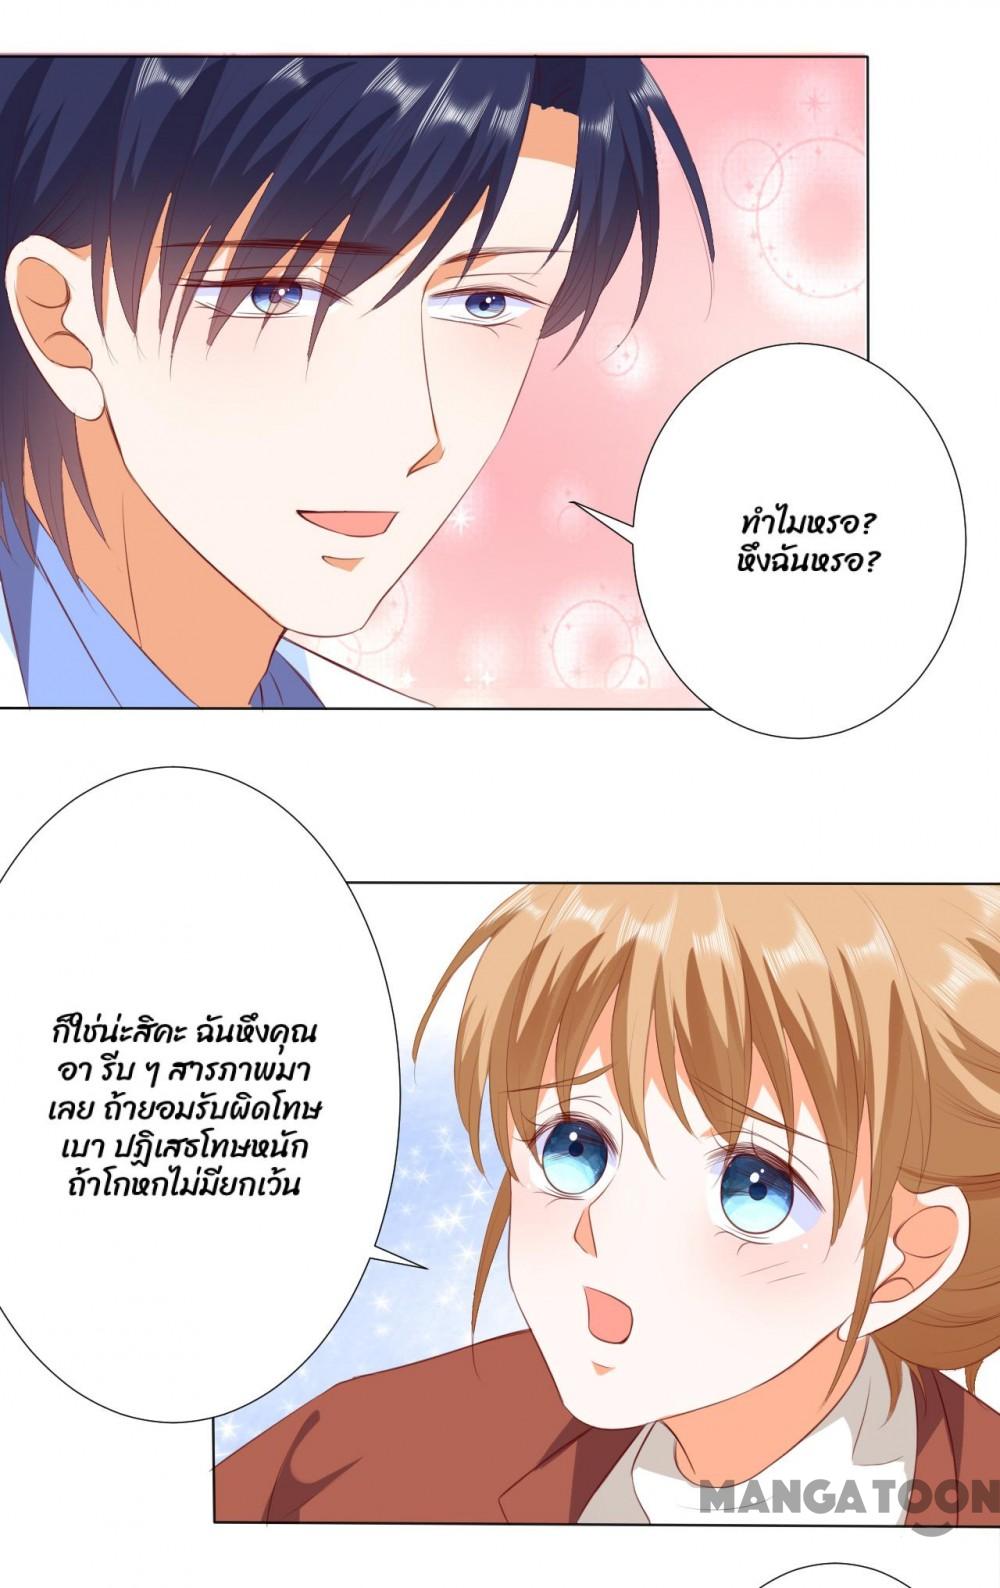 ทำไมหรอ?
หึงฉันหรอ?
ก็ใช่น่ะสิคะ ฉันหึงคุณ
อา รีบ ๆ สารภาพมา
เลย ถ้ายอมรับผิดโทษ
เบา ปฏิเสธโทษหนัก
ถ้าโกหกไม่มียกเว้น
MANGATOON